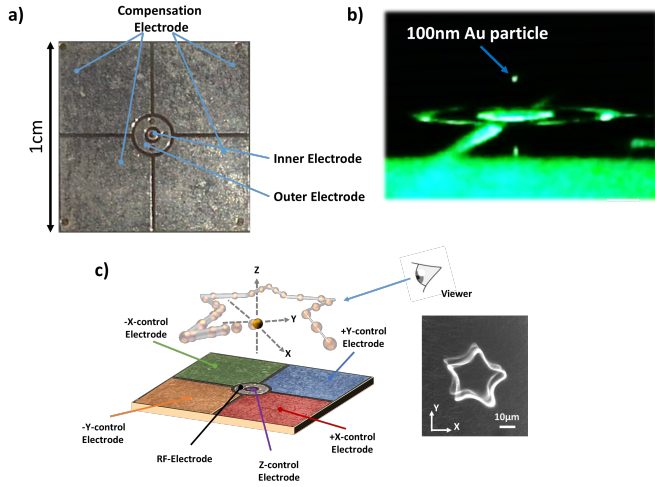 a)
Compensation
Electrode
1cm
Inner Electrode
Outer Electrode
b)
100nm Au particle
c)
Z
Y
X
Viewer
-X-control
Electrode
+Y-control
Electrode
-Y-control
Electrode
RF-Electrode
Z-control
Electrode
+X-control
Electrode
Y
X
10μm